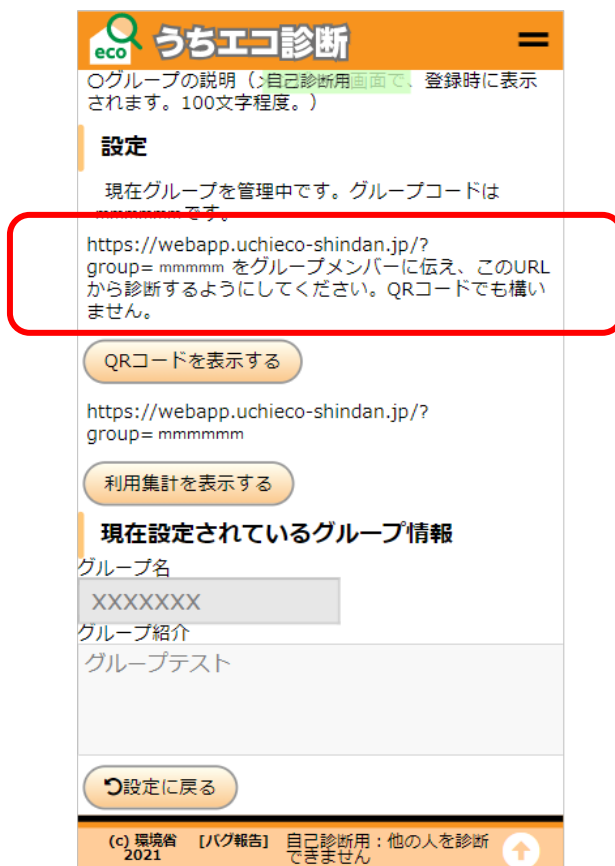 eco うちエコ診断
〇グループの説明（ 自己診断用画面で、登録時に表示
されます。100文字程度。）
設定
現在グループを管理中です。グループコードは
mmmmmmです。
https://webapp.uchieco-shindan.jp/?
group= mmmmm をグループメンバーに伝え、このURL
から診断するようにしてください。QRコードでも構い
ません。
QRコードを表示する
https://webapp.uchieco-shindan.jp/?
group= mmmmmm
利用集計を表示する
現在設定されているグループ情報
グループ名
XXXXXXX
グループ紹介
グループテスト
設定に戻る
(c) 環境省 [バグ報告] 自己診断用：他の人を診断
2021 できません